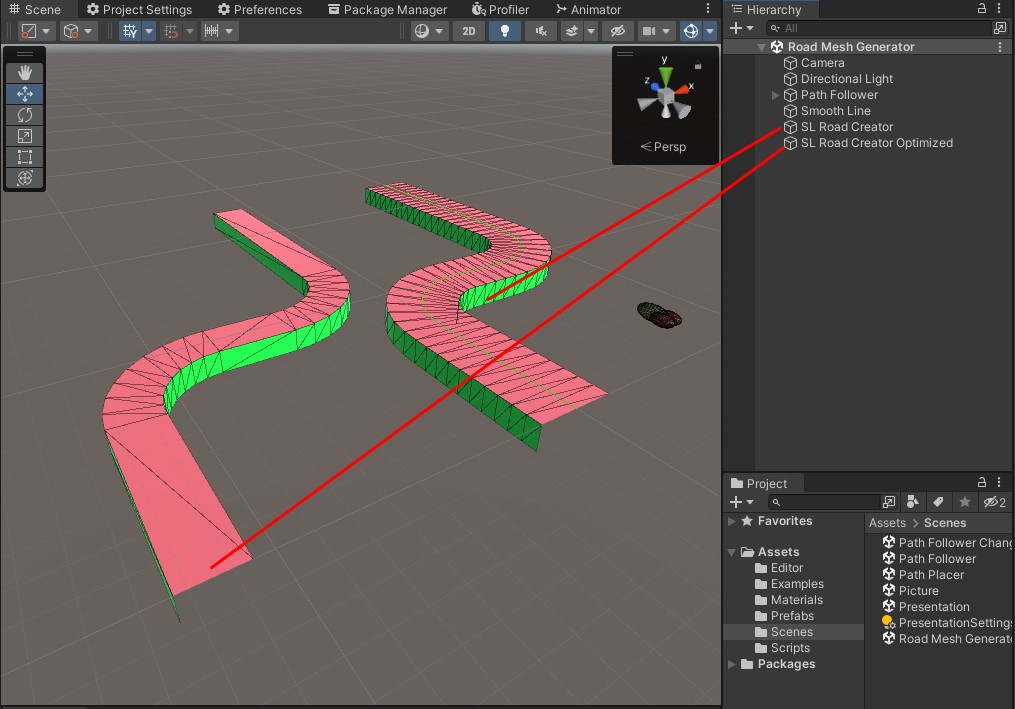 Scene
Project Settings
Preferences
Package Manager
Profiler
Animator
2D
y
z
x
Persp
Hierarchy
All
Road Mesh Generator
Camera
Directional Light
Path Follower
Smooth Line
SL Road Creator
SL Road Creator Optimized
Project
2
Favorites
Assets
Editor
Examples
Materials
Prefabs
Scenes
Scripts
Packages
Assets > Scenes
Path Follower Chang
Path Follower
Path Placer
Picture
Presentation
PresentationSettings
Road Mesh Generato